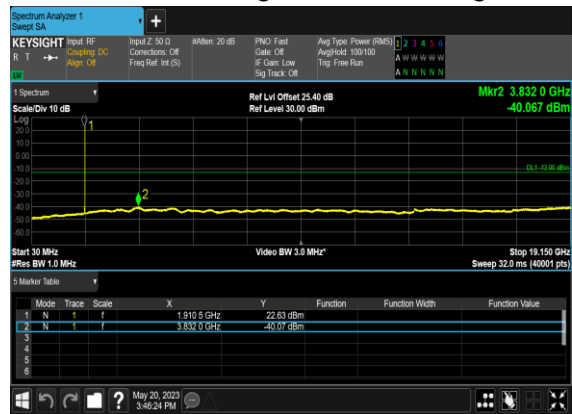 Spectrum Analyzer 1
Swept SA
+
KEYSIGHT Input: RF Input Z: 50 Ω #Atten: 20 dB PNO: Fast Avg Type: Power (RMS) 1 2 3 4 5 6
R T Coupling: DC Corrections: Off Gate: Off Avg|Hold: 100/100 A W W W W W
Align: Off Freq Ref: Int (S) IF Gain: Low Trig: Free Run
Sig Track: Off A N N N N N
1 Spectrum
Scale/Div 10 dB
Ref Lvl Offset 25.40 dB
Ref Level 30.00 dBm
Mkr2 3.832 0 GHz
-40.067 dBm
Log
20.0
10.0
0.00
-10.0
-20.0
-30.0
-40.0
-50.0
-60.0
1
2
DL1 -13.00 dBm
Start 30 MHz Video BW 3.0 MHz* Stop 19.150 GHz
#Res BW 1.0 MHz Sweep 32.0 ms (40001 pts)
5 Marker Table
Mode Trace Scale X Y Function Function Width Function Value
1 N 1 f 1.910 5 GHz 22.63 dBm
2 N 1 f 3.832 0 GHz -40.07 dBm
3
4
5
6
? May 20, 2023
3:46:24 PM